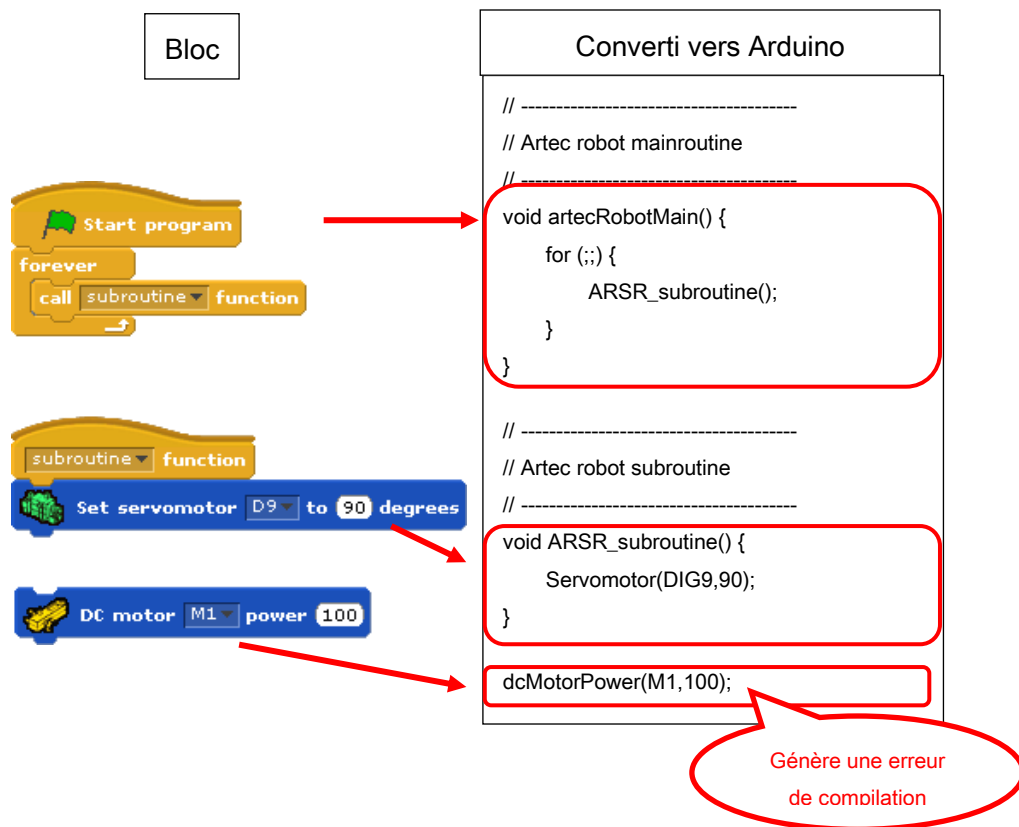 Bloc
Converti vers Arduino
Start program
forever
call subroutine function
subroutine function
Set servomotor D9 to 90 degrees
DC motor M1 power 100
// ----------------------------------------
// Artec robot mainroutine
// ----------------------------------------
void artecRobotMain() {
for (;;) {
ARSR_subroutine();
}
}
// ----------------------------------------
// Artec robot subroutine
// ----------------------------------------
void ARSR_subroutine() {
Servomotor(DIG9,90);
}
dcMotorPower(M1,100);
Génère une erreur
de compilation